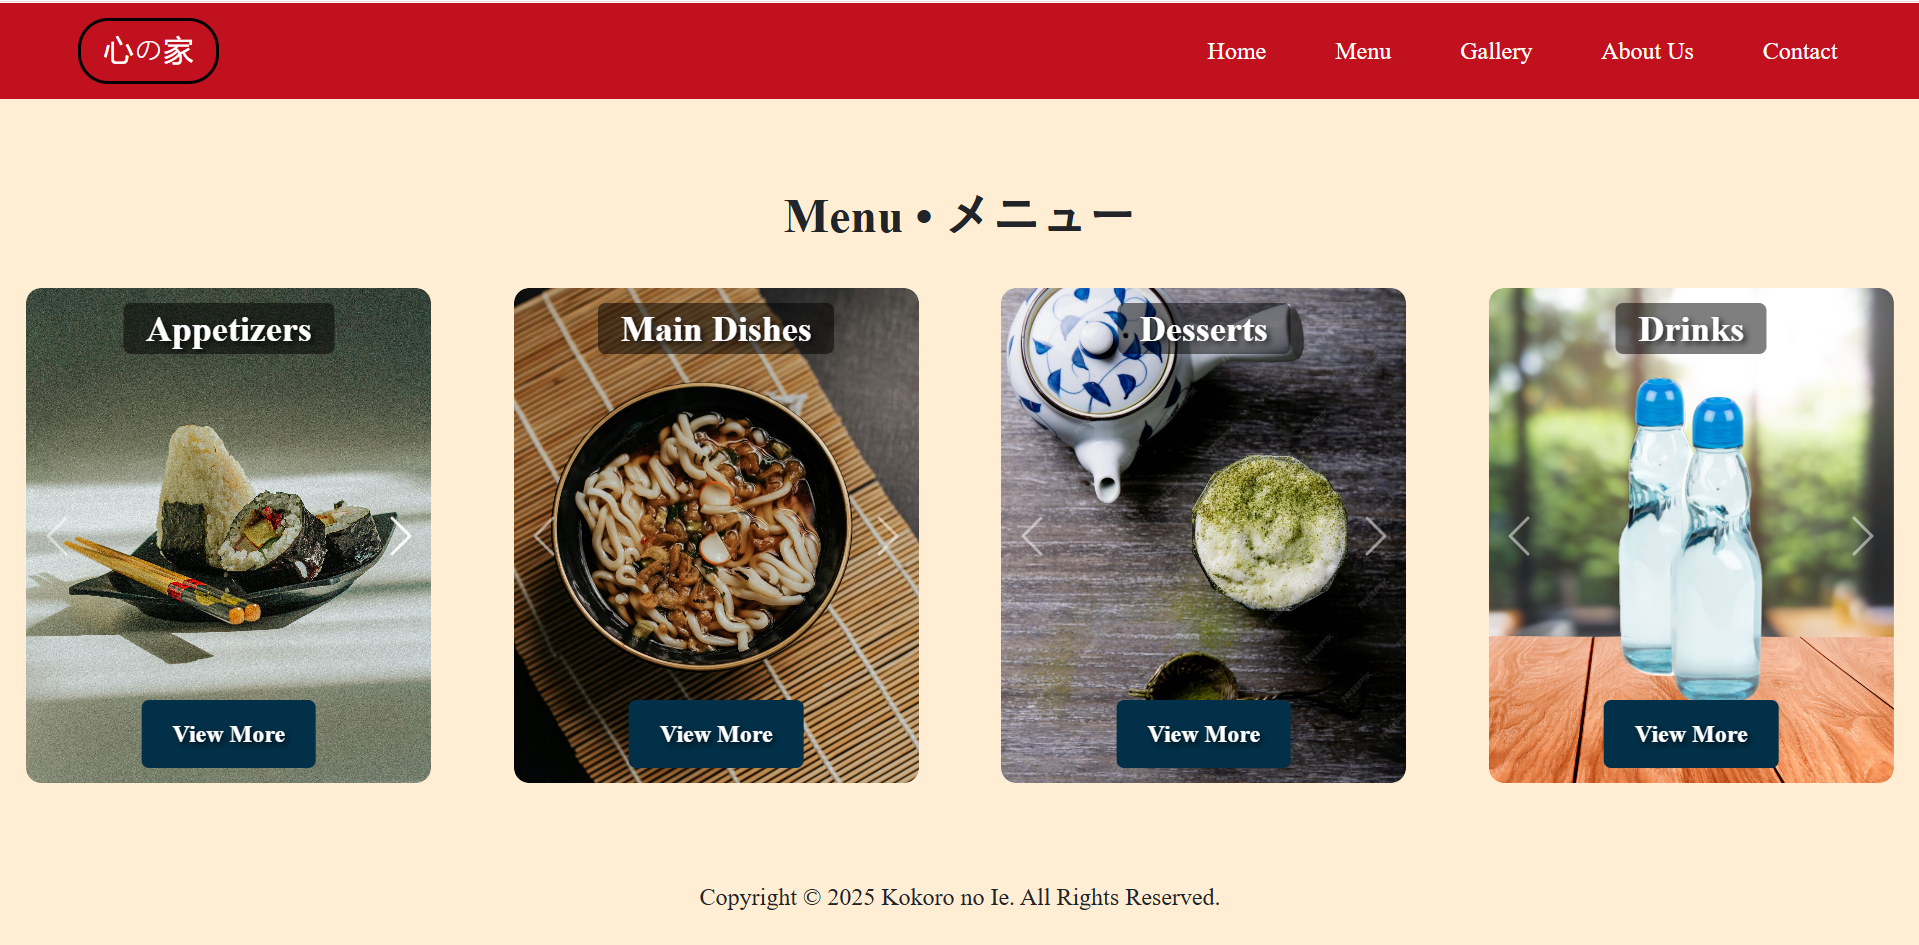 心の家
Home Menu Gallery About Us Contact
Menu • メニュー
Appetizers
Main Dishes
Desserts
Drinks
View More
View More
View More
View More
Copyright © 2025 Kokoro no Ie. All Rights Reserved.